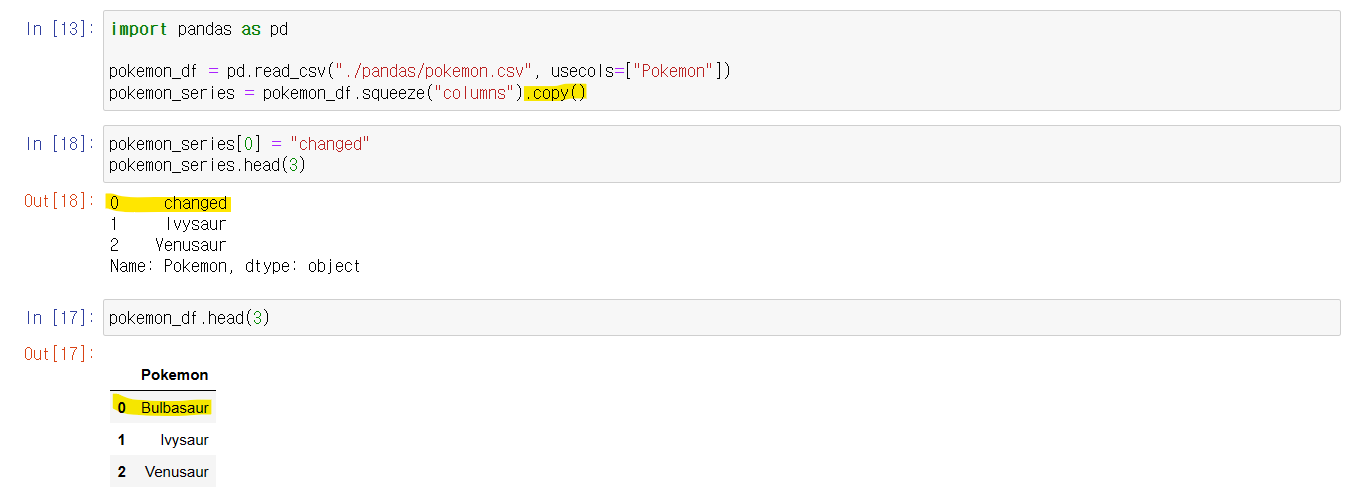 In [13]: import pandas as pd
pokemon_df = pd.read_csv("./pandas/pokemon.csv", usecols=["Pokemon"])
pokemon_series = pokemon_df.squeeze("columns").copy()
In [18]: pokemon_series[0] = "changed"
pokemon_series.head(3)
Out[18]: 0 changed
1 Ivysaur
2 Venusaur
Name: Pokemon, dtype: object
In [17]: pokemon_df.head(3)
Out[17]:
Pokemon
0 Bulbasaur
1 Ivysaur
2 Venusaur